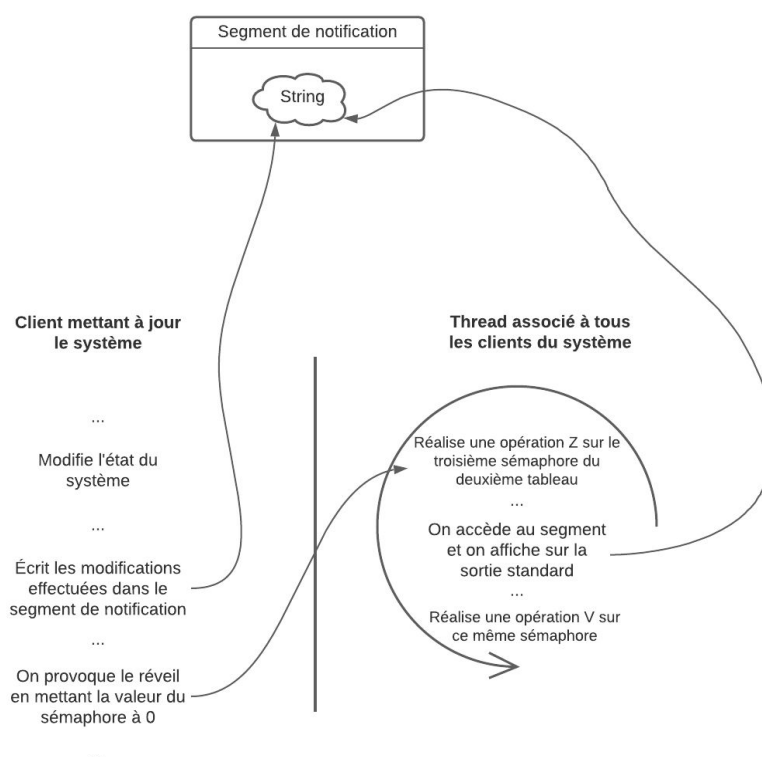 Segment de notification
String
Client mettant à jour
le système
...
Modifie l'état du
système
...
Écrit les modifications
effectuées dans le
segment de notification
...
On provoque le réveil
en mettant la valeur du
sémaphore à 0
Thread associé à tous
les clients du système
Réalise une opération Z sur le
troisième sémaphore du
deuxième tableau
...
On accède au segment
et on affiche sur la
sortie standard
...
Réalise une opération V sur
ce même sémaphore